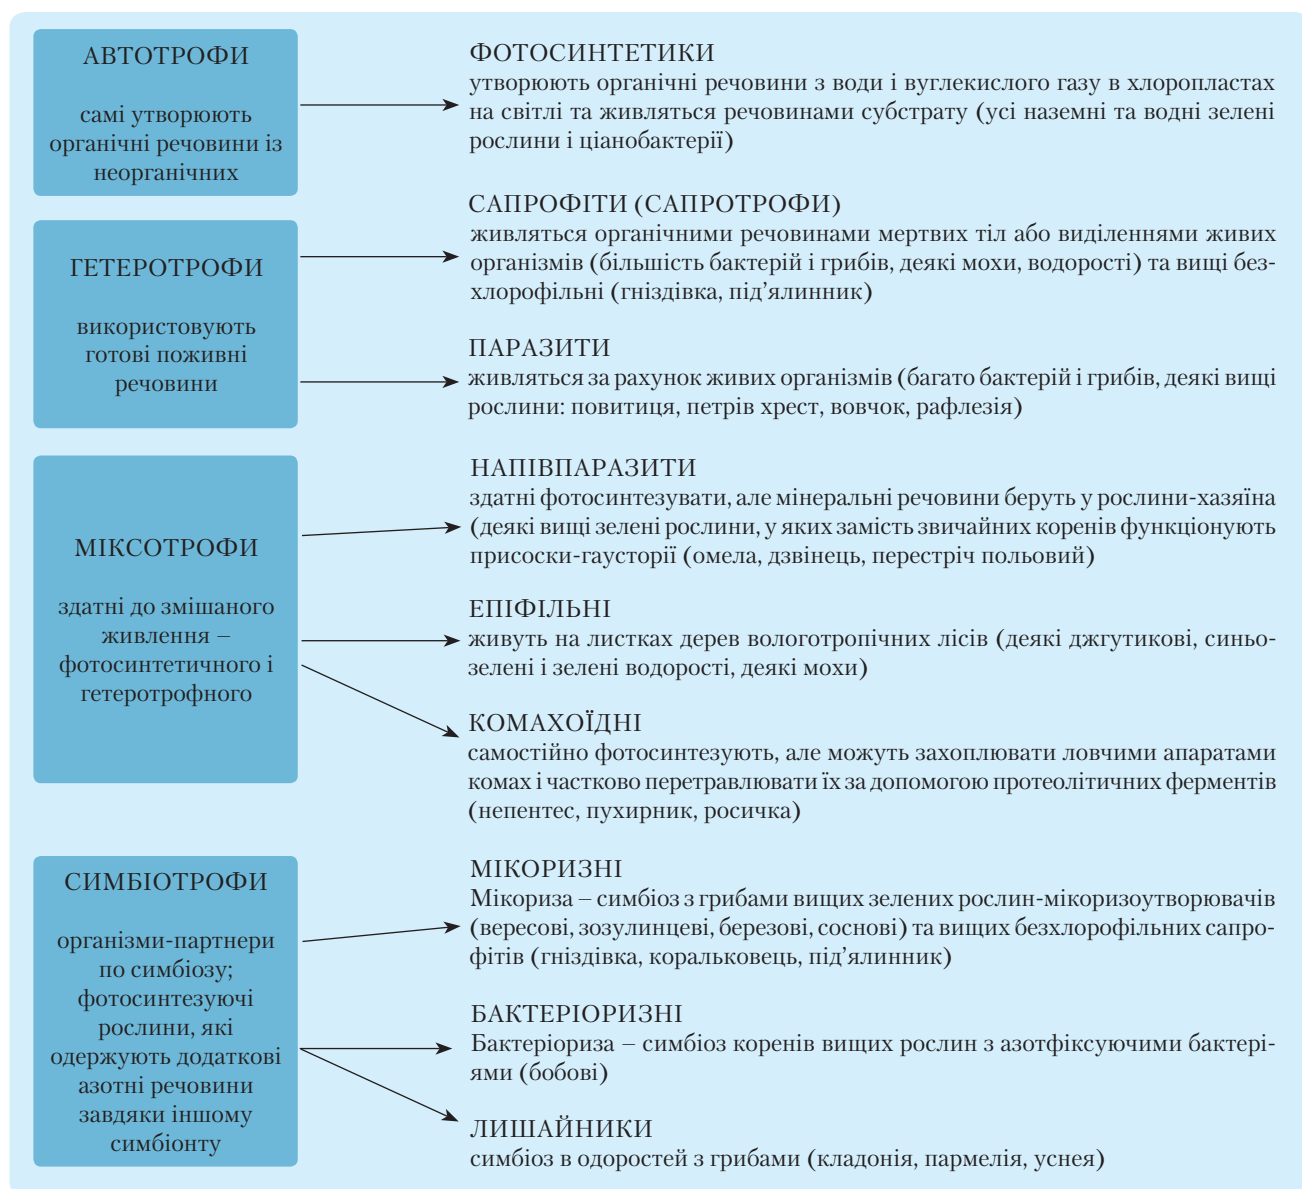 АВТОТРОФИ
самі утворюють
органічні речовини із
неорганічних
ФОТОСИНТЕТИКИ
утворюють органічні речовини з води і вуглекислого газу в хлоропластах
на світлі та живляться речовинами субстрату (усі наземні та водні зелені
рослини і ціанобактерії)
ГЕТЕРОТРОФИ
використовують
готові поживні
речовини
САПРОФІТИ (САПРОТРОФИ)
живляться органічними речовинами мертвих тіл або виділеннями живих
організмів (більшість бактерій і грибів, деякі мохи, водорості) та вищі без-
хлорофільні (гніздівка, під’ялинник)
ПАРАЗИТИ
живляться за рахунок живих організмів (багато бактерій і грибів, деякі вищі
рослини: повитиця, петрів хрест, вовчок, рафлезія)
МІКСОТРОФИ
здатні до змішаного
живлення –
фотосинтетичного і
гетеротрофного
НАПІВПАРАЗИТИ
здатні фотосинтезувати, але мінеральні речовини беруть у рослини-хазяїна
(деякі вищі зелені рослини, у яких замість звичайних коренів функціонують
присоски-гаусторії (омела, дзвінець, перестріч польовий)
ЕПІФІЛЬНІ
живуть на листках дерев вологотропічних лісів (деякі джгутикові, синьо-
зелені і зелені водорості, деякі мохи)
КОМАХОЇДНІ
самостійно фотосинтезують, але можуть захоплювати ловчими апаратами
комах і частково перетравлювати їх за допомогою протеолітичних ферментів
(непентес, пухирник, росичка)
СИМБІОТРОФИ
організми-партнери
по симбіозу;
фотосинтезуючі
рослини, які
одержують додаткові
азотні речовини
завдяки іншому
симбіонту
МІКОРИЗНІ
Мікориза – симбіоз з грибами вищих зелених рослин-мікоризоутворювачів
(вересові, зозулинцеві, березові, соснові) та вищих безхлорофільних сапро-
фітів (гніздівка, коральковець, під’ялинник)
БАКТЕРІОРИЗНІ
Бактеріориза – симбіоз коренів вищих рослин з азотфіксуючими бактері-
ями (бобові)
ЛИШАЙНИКИ
симбіоз в одоростей з грибами (кладонія, пармелія, уснея)